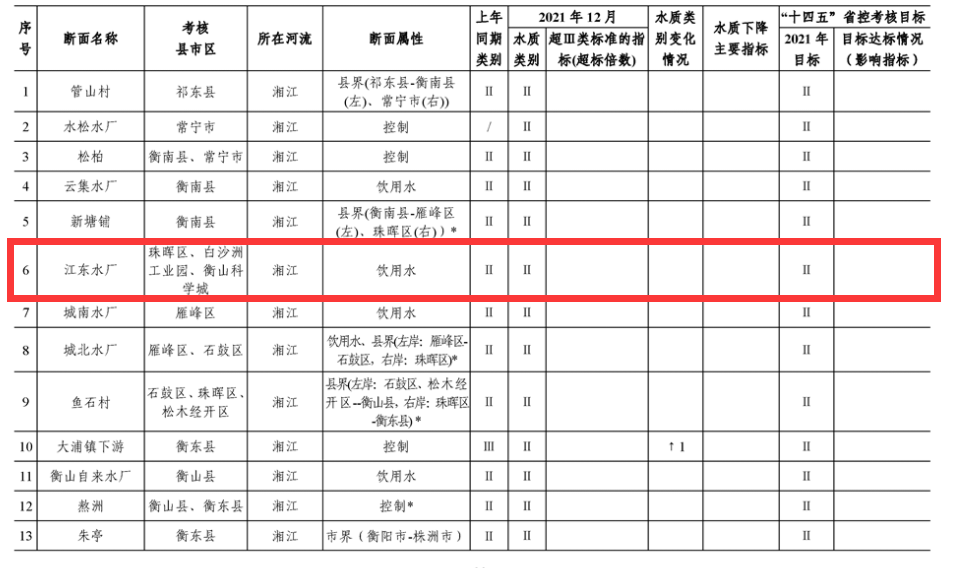 序号 断面名称 考核县市区 所在河流 断面属性 上年同期类别 2021年12月 水质类别变化情况 水质下降主要指标 “十四五”省控考核目标
水质类别 超Ⅲ类标准的指标(超标倍数) 2021年目标 目标达标情况（影响指标）
1 管山村 祁东县 湘江 县界(祁东县-衡南县(左)、常宁市(右)) Ⅱ Ⅱ Ⅱ
2 水松水厂 常宁市 湘江 控制 / Ⅱ Ⅱ
3 松柏 衡南县、常宁市 湘江 控制 Ⅱ Ⅱ Ⅱ
4 云集水厂 衡南县 湘江 饮用水 Ⅱ Ⅱ Ⅱ
5 新塘铺 衡南县 湘江 县界(衡南县-雁峰区(左)、珠晖区(右))* Ⅱ Ⅱ Ⅱ
6 江东水厂 珠晖区、白沙洲工业园、衡山科学城 湘江 饮用水 Ⅱ Ⅱ Ⅱ
7 城南水厂 雁峰区 湘江 饮用水 Ⅱ Ⅱ Ⅱ
8 城北水厂 雁峰区、石鼓区 湘江 饮用水、县界(左岸：雁峰区-石鼓区，右岸：珠晖区)* Ⅱ Ⅱ Ⅱ
9 鱼石村 石鼓区、珠晖区、松木经开区 湘江 县界(左岸：石鼓区、松木经开区--衡山县，右岸：珠晖区-衡东县)* Ⅱ Ⅱ Ⅱ
10 大浦镇下游 衡东县 湘江 控制 Ⅲ Ⅱ ↑1 Ⅱ
11 衡山自来水厂 衡山县 湘江 饮用水 Ⅱ Ⅱ Ⅱ
12 熬洲 衡山县、衡东县 湘江 控制* Ⅱ Ⅱ Ⅱ
13 朱亭 衡东县 湘江 市界（衡阳市-株洲市） Ⅱ Ⅱ Ⅱ